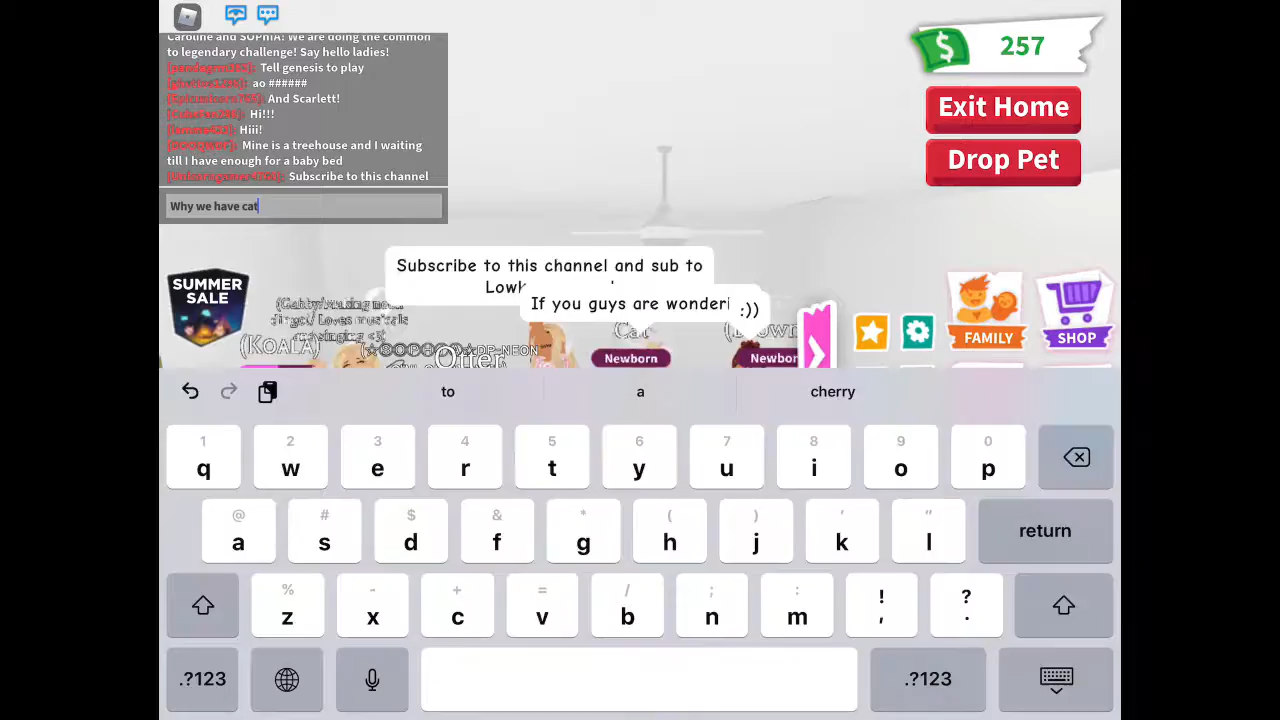 Caroline and SOPHIA! We are doing the common
to legendary challenge! Say hello ladies!
Tell genesis to play
ao ######
And Scarlett!
Hi!!!
Hiii!
Mine is a treehouse and I waiting
till I have enough for a baby
bed
Subscribe to this channel
Why we have cat
257
Exit Home
Drop Pet
Subscribe to this channel and sub to
If you guys are wonderi
:))
SUMMER
SALE
(KOALA)
Otter
Cat
Newborn
Newbor
FAMILY
SHOP
to a cherry
1 2 3 4 5 6 7 8 9 0
q w e r t y u i o p
@ # $ & * ( ) ' "
a s d f g h j k l return
% - + = / ; : ! ?
z x c v b n m , .
.?123 .?123